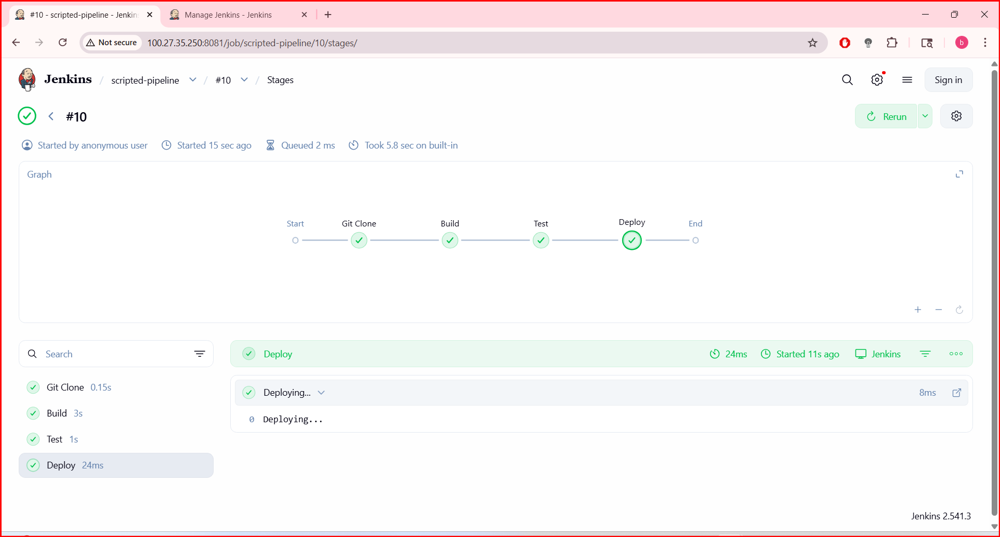 #10 - scripted-pipeline - Jenkin
Manage Jenkins - Jenkins
Not secure
100.27.35.250:8081/job/scripted-pipeline/10/stages/
b
Jenkins / scripted-pipeline / #10 / Stages
Sign in
#10
Rerun
Started by anonymous user
Started 15 sec ago
Queued 2 ms
Took 5.8 sec on built-in
Graph
Start
Git Clone
Build
Test
Deploy
End
Search
Git Clone 0.15s
Build 3s
Test 1s
Deploy 24ms
Deploy
24ms
Started 11s ago
Jenkins
Deploying...
8ms
0 Deploying...
Jenkins 2.541.3